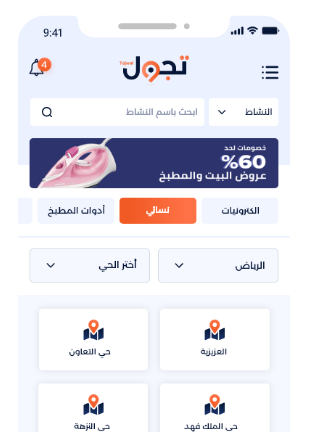 9:41
4
تجول
Tajwal
النشاط
ابحث باسم النشاط
خصومات لحد
%60
عروض البيت والمطبخ
الكترونيات
نسائي
أدوات المطبخ
الرياض
أختر الحي
العزيزية
حي التعاون
حي الملك فهد
حي النزهة